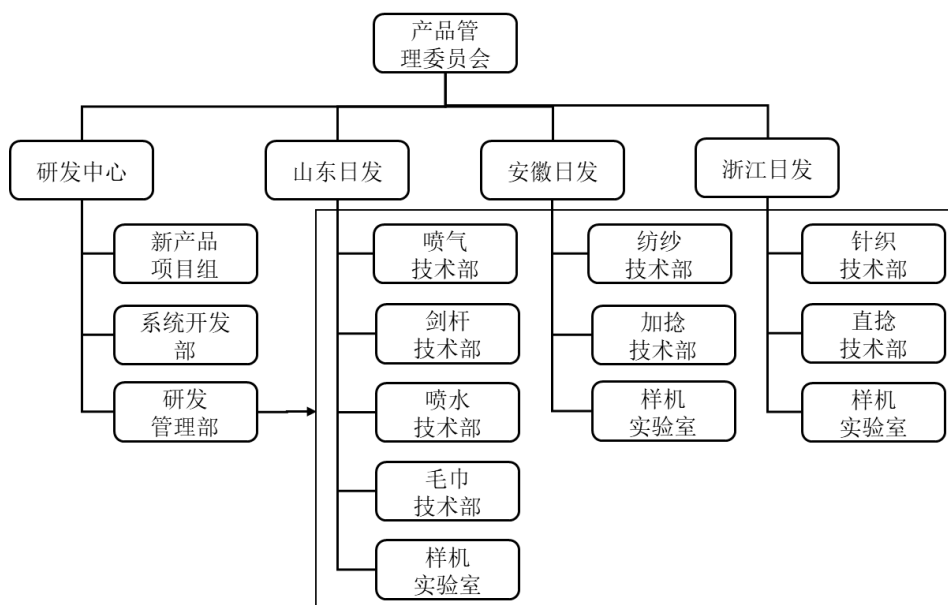 产品管
理委员会
研发中心
山东日发
安徽日发
浙江日发
新产品
项目组
系统开发
部
研发
管理部
喷气
技术部
剑杆
技术部
喷水
技术部
毛巾
技术部
样机
实验室
纺纱
技术部
加捻
技术部
样机
实验室
针织
技术部
直捻
技术部
样机
实验室